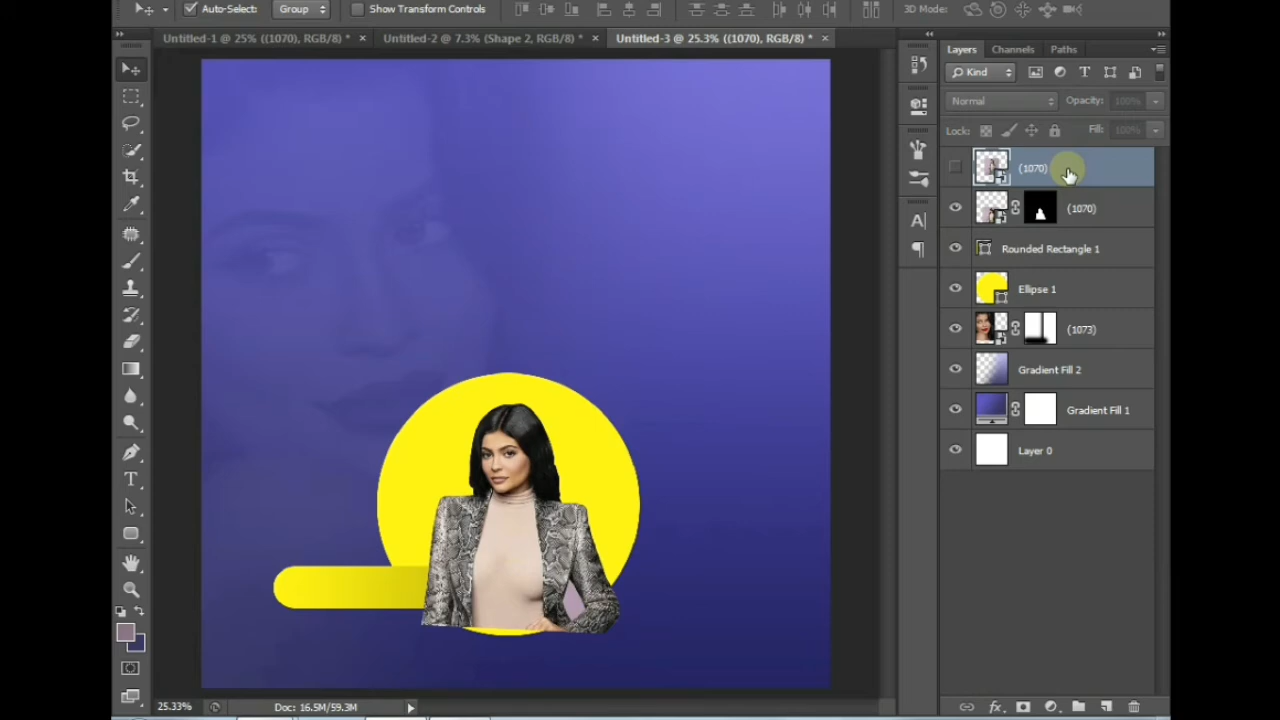 Auto-Select: Group Show Transform Controls 3D Mode:
Untitled-1 @ 25% ((1070), RGB/8) * × Untitled-2 @ 7.3% (Shape 2, RGB/8) * × Untitled-3 @ 25.3% ((1070), RGB/8) * ×
Layers Channels Paths
Kind T
Normal Opacity: 100%
Lock: Fill: 100%
(1070)
(1070)
Rounded Rectangle 1
Ellipse 1
(1073)
Gradient Fill 2
Gradient Fill 1
Layer 0
25.33% Doc: 16.5M/59.3M
fx